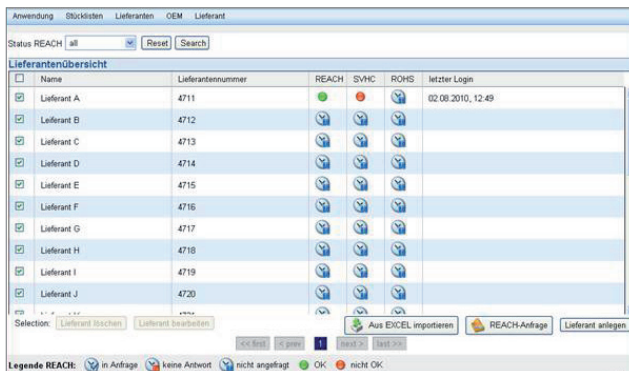 Anwendung Stücklisten Lieferanten OEM Lieferant
Status REACH all Reset Search
Lieferantenübersicht
Name Lieferantennummer REACH SVHC ROHS letzter Login
Lieferant A 4711 02.08.2010, 12:49
Leiferant B 4712
Lieferant C 4713
Lieferant D 4714
Lieferant E 4715
Lieferant F 4716
Lieferant G 4717
Lieferant H 4718
Lieferant I 4719
Lieferant J 4720
Selection: Lieferant löschen Lieferant bearbeiten Aus EXCEL importieren REACH-Anfrage Lieferant anlegen
<< first < prev 1 next > last >>
Legende REACH: in Anfrage keine Antwort nicht angefragt OK nicht OK